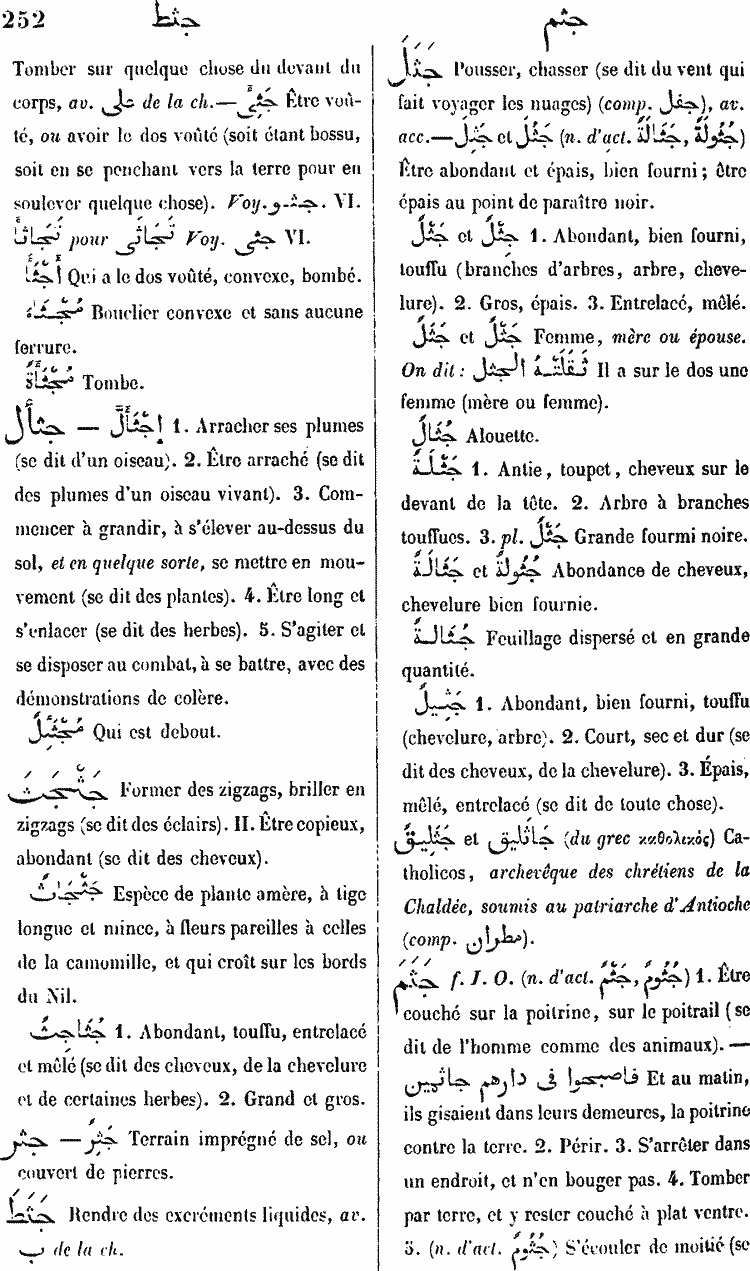 252 جثط جثم
Tomber sur quelque chose du devant du
corps, av. على de la ch.—جَثِئَ Être voû-
té, ou avoir le dos voûté (soit étant bossu,
soit en se penchant vers la terre pour en
soulever quelque chose). Voy. جثو. VI.
تَجَاثَأَ pour تَجَاثَى Voy. جثى VI.
أَجْثَأُ Qui a le dos voûté, convexe, bombé.
Bouclier convexe et sans aucune
ferrure.
Tombe.
جثأل — إِجْثَأَلَّ 1. Arracher ses plumes
(se dit d'un oiseau). 2. Être arraché (se dit
des plumes d'un oiseau vivant). 3. Com-
mencer à grandir, à s'élever au-dessus du
sol, et en quelque sorte, se mettre en mou-
vement (se dit des plantes). 4. Être long et
s'enlacer (se dit des herbes). 5. S'agiter et
se disposer au combat, à se battre, avec des
démonstrations de colère.
مُجْثَئِلٌّ Qui est debout.
جَثْجَثَ Former des zigzags, briller en
zigzags (se dit des éclairs). II. Être copieux,
abondant (se dit des cheveux).
جَثْجَاثٌ Espèce de plante amère, à tige
longue et mince, à fleurs pareilles à celles
de la camomille, et qui croît sur les bords
du Nil.
جُثَاجِثٌ 1. Abondant, touffu, entrelacé
et mêlé (se dit des cheveux, de la chevelure
et de certaines herbes). 2. Grand et gros.
جثر — جَثِرٌ Terrain imprégné de sel, ou
couvert de pierres.
جَثَطَ Rendre des excréments liquides, av.
ب de la ch.
جَثَلَ Pousser, chasser (se dit du vent qui
fait voyager les nuages) (comp. جفل), av.
acc.—جَثِلَ et جَثُلَ (n. d'act. جَثَالَةٌ, جُثُولَةٌ)
Être abondant et épais, bien fourni; être
épais au point de paraître noir.
جَثْلٌ et جَثِلٌ 1. Abondant, bien fourni,
touffu (branches d'arbres, arbre, cheve-
lure). 2. Gros, épais. 3. Entrelacé, mêlé.
جَثْلٌ et جَثَلٌ Femme, mère ou épouse.
On dit: ثَقَلَتْهُ الجثل Il a sur le dos une
femme (mère ou femme).
جُثَالٌ Alouette.
جَثْلَةٌ 1. Antie, toupet, cheveux sur le
devant de la tête. 2. Arbre à branches
touffues. 3. pl. جَثْلٌ Grande fourmi noire.
جَثَالَةٌ et جُثُولَةٌ Abondance de cheveux,
chevelure bien fournie.
جُثَالَةٌ Feuillage dispersé et en grande
quantité.
جَثِيلٌ 1. Abondant, bien fourni, touffu
(chevelure, arbre). 2. Court, sec et dur (se
dit des cheveux, de la chevelure). 3. Épais,
mêlé, entrelacé (se dit de toute chose).
جَثَلِيقٌ et جَاثَلِيق (du grec καθολικός) Ca-
tholicos, archevêque des chrétiens de la
Chaldée, soumis au patriarche d'Antioche
(comp. مطران).
جَثَمَ f. I. O. (n. d'act. جَثْمٌ, جُثُومٌ) 1. Être
couché sur la poitrine, sur le poitrail (se
dit de l'homme comme des animaux). —
فاصبحوا فى دارهم جاثمين Et au matin,
ils gisaient dans leurs demeures, la poitrine
contre la terre. 2. Périr. 3. S'arrêter dans
un endroit, et n'en bouger pas. 4. Tomber
par terre, et y rester couché à plat ventre.
5. (n. d'act. جُثُومٌ) S'écouler de moitié (se